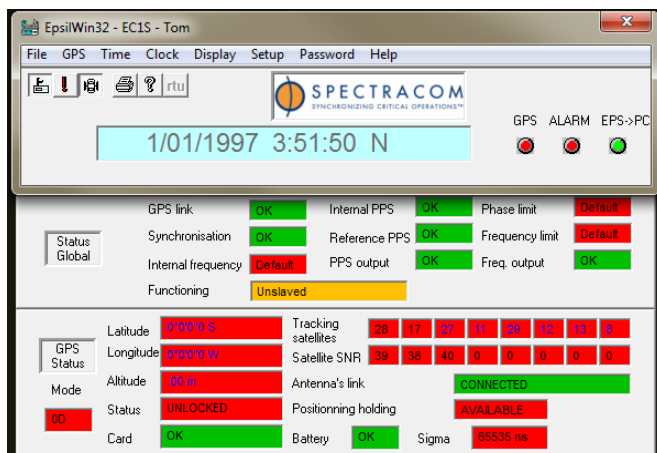 EpsilWin32 - EC1S - Tom
File GPS Time Clock Display Setup Password Help
rtu
SPECTRACOM
SYNCHRONIZING CRITICAL OPERATIONS™
GPS ALARM EPS->PC
1/01/1997 3:51:50 N
GPS link OK Internal PPS OK Phase limit Default
Status Global
Synchronisation OK Reference PPS OK Frequency limit Default
Internal frequency Default PPS output OK Freq. output OK
Functioning Unslaved
GPS Status
Latitude 0°0'0"0 S Tracking satellites 28 17 27 11 29 12 13 8
Longitude 0°0'0"0 W Satellite SNR 39 38 40 0 0 0 0 0
Mode
Altitude .00 m Antenna's link CONNECTED
0D
Status UNLOCKED Positionning holding AVAILABLE
Card OK Battery OK Sigma 65535 ns